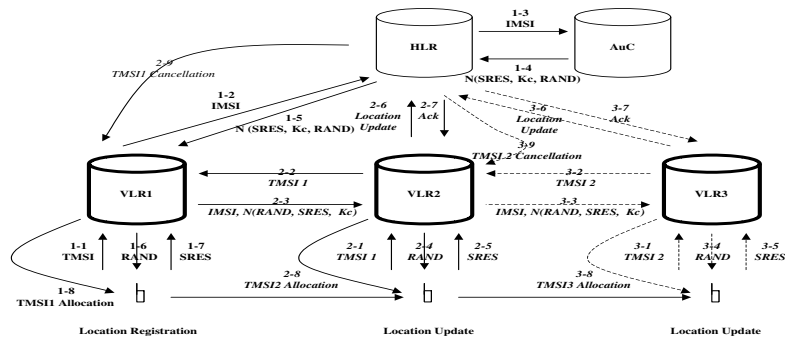 1-3
IMSI
HLR
AuC
2-9
TMSI1 Cancellation
1-4
N(SRES, Kc, RAND)
1-2
IMSI
1-5
N (SRES, Kc, RAND)
2-6
Location
Update
2-7
Ack
3-6
Location
Update
3-7
Ack
3-9
TMSI 2 Cancellation
VLR1
2-2
TMSI 1
2-3
IMSI, N(RAND, SRES, Kc)
VLR2
3-2
TMSI 2
3-3
IMSI, N(RAND, SRES, Kc)
VLR3
1-1
TMSI
1-6
RAND
1-7
SRES
2-1
TMSI 1
2-4
RAND
2-5
SRES
3-1
TMSI 2
3-4
RAND
3-5
SRES
1-8
TMSI1 Allocation
2-8
TMSI2 Allocation
3-8
TMSI3 Allocation
Location Registration
Location Update
Location Update